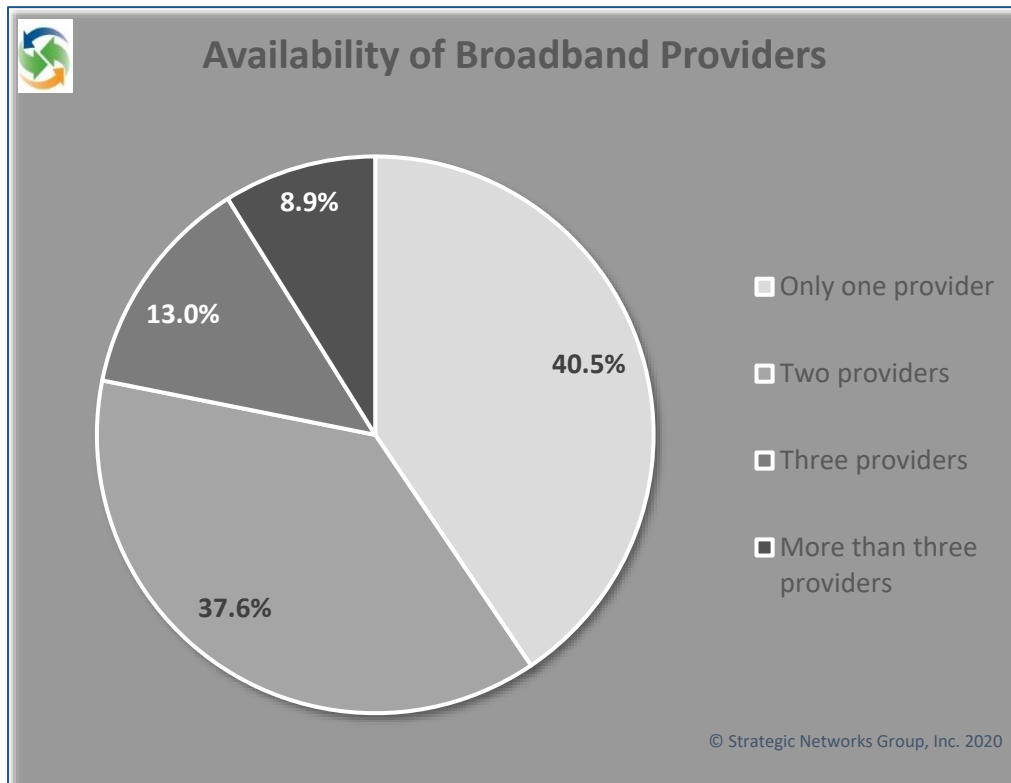 Availability of Broadband Providers
8.9%
13.0%
40.5%
37.6%
Only one provider
Two providers
Three providers
More than three
providers
© Strategic Networks Group, Inc. 2020